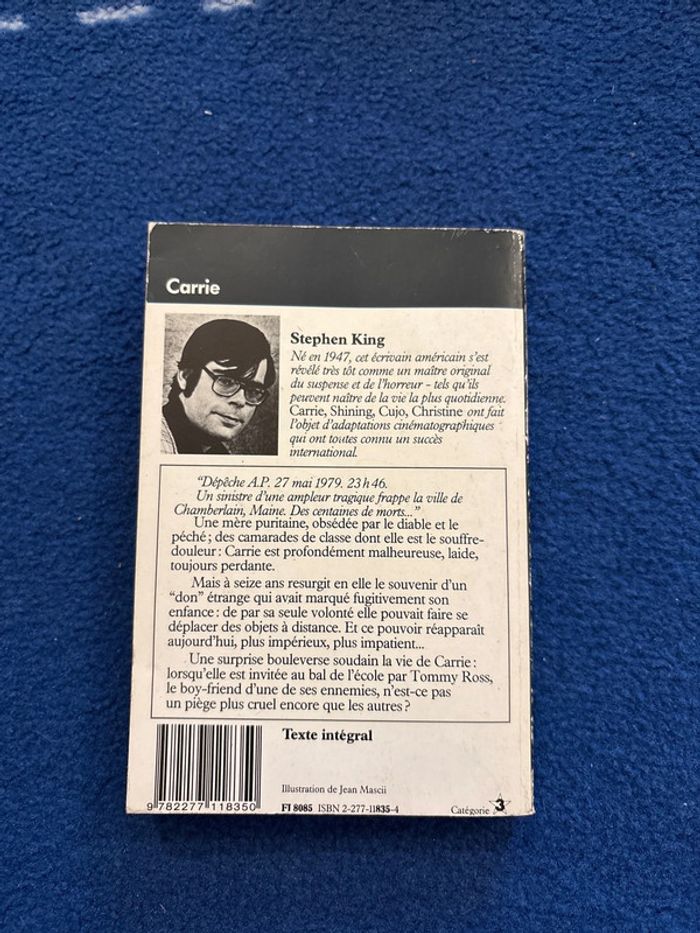 Carrie
Stephen King
Né en 1947, cet écrivain américain s'est
révélé très tôt comme un maître original
du suspense et de l'horreur - tels qu'ils
peuvent naître de la vie la plus quotidienne.
Carrie, Shining, Cujo, Christine ont fait
l'objet d'adaptations cinématographiques
qui ont toutes connu un succès
international.
"Dépêche A.P. 27 mai 1979. 23 h 46.
Un sinistre d'une ampleur tragique frappe la ville de
Chamberlain, Maine. Des centaines de morts..."
Une mère puritaine, obsédée par le diable et le
péché ; des camarades de classe dont elle est le souffre-
douleur : Carrie est profondément malheureuse, laide,
toujours perdante.
Mais à seize ans resurgit en elle le souvenir d'un
"don" étrange qui avait marqué fugitivement son
enfance : de par sa seule volonté elle pouvait faire se
déplacer des objets à distance. Et ce pouvoir réapparaît
aujourd'hui, plus impérieux, plus impatient...
Une surprise bouleverse soudain la vie de Carrie :
lorsqu'elle est invitée au bal de l'école par Tommy Ross,
le boy-friend d'une de ses ennemies, n'est-ce pas
un piège plus cruel encore que les autres ?
Texte intégral
Illustration de Jean Mascii
9 782277 118350
FI 8085 ISBN 2-277-11835-4
Catégorie 3